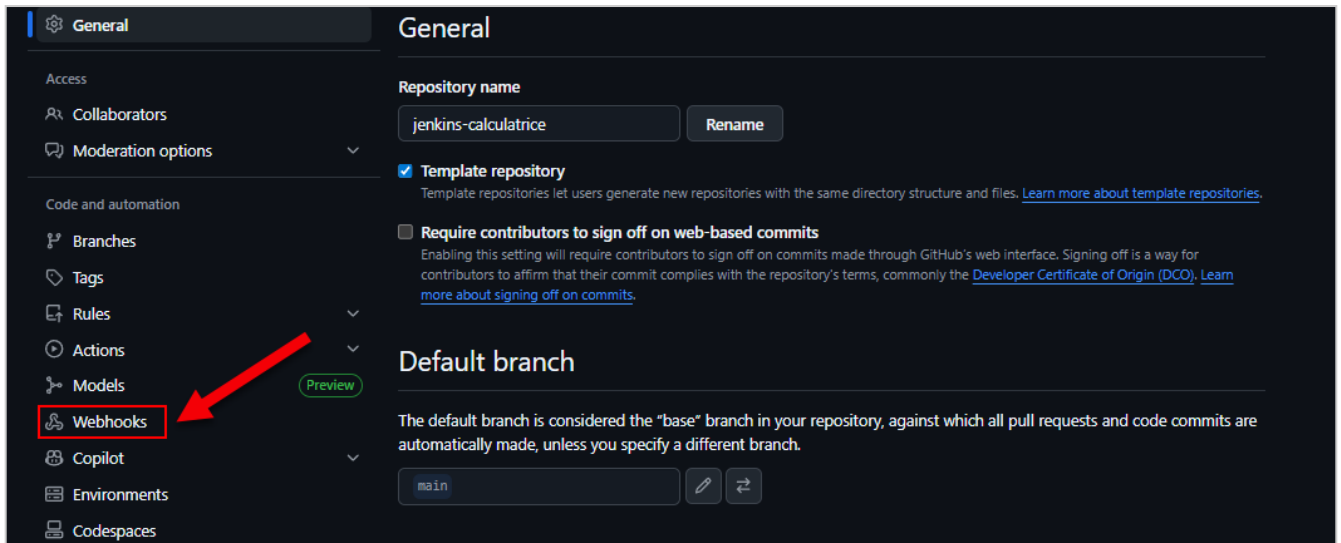 General
Access
Collaborators
Moderation options
Code and automation
Branches
Tags
Rules
Actions
Models
Preview
Webhooks
Copilot
Environments
Codespaces
General
Repository name
jenkins-calculatrice
Rename
Template repository
Template repositories let users generate new repositories with the same directory structure and files. Learn more about template repositories.
Require contributors to sign off on web-based commits
Enabling this setting will require contributors to sign off on commits made through GitHub's web interface. Signing off is a way for
contributors to affirm that their commit complies with the repository's terms, commonly the Developer Certificate of Origin (DCO). Learn
more about signing off on commits.
Default branch
The default branch is considered the “base” branch in your repository, against which all pull requests and code commits are
automatically made, unless you specify a different branch.
main